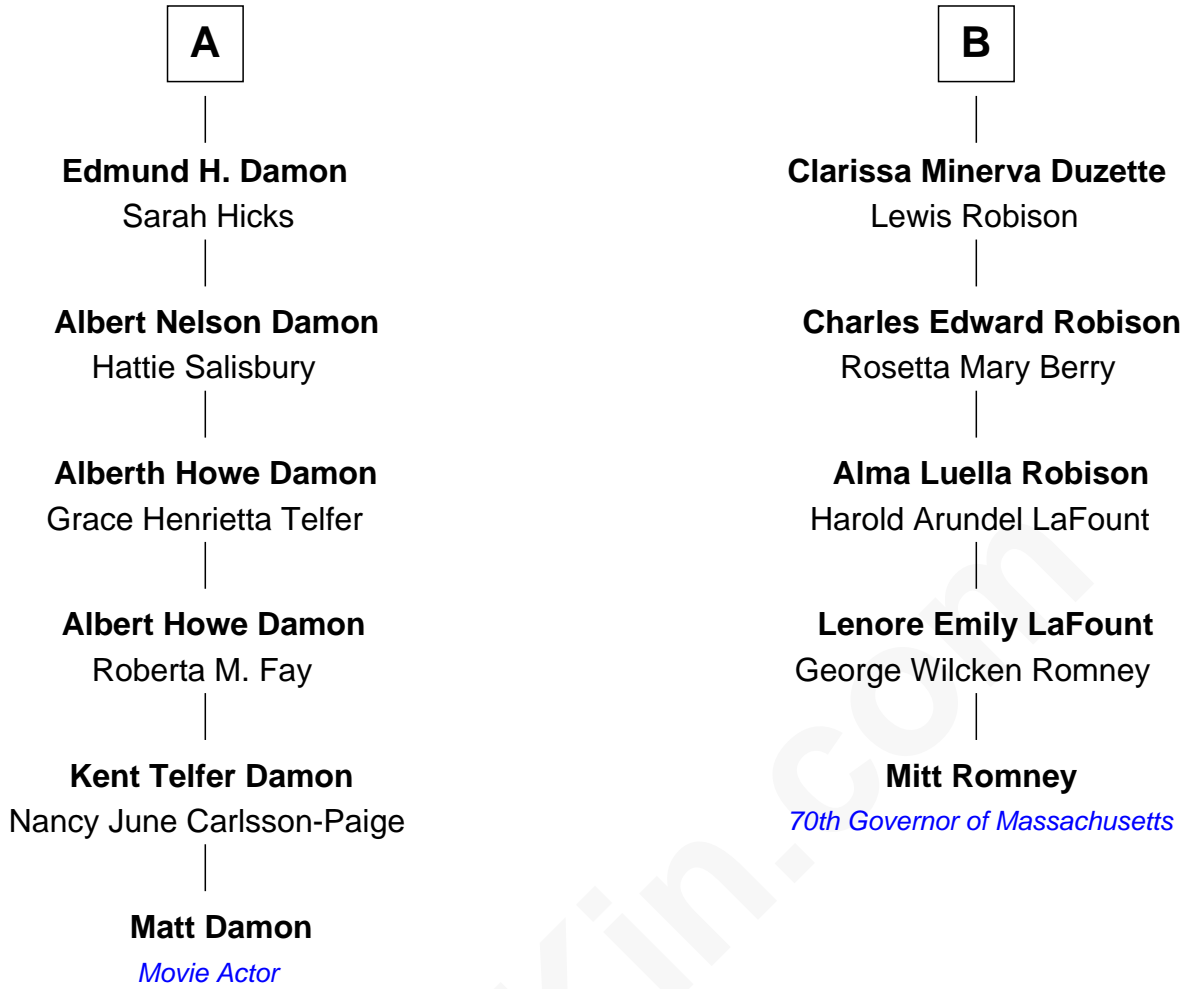 A
B
Edmund H. Damon
Sarah Hicks
Clarissa Minerva Duzette
Lewis Robison
Albert Nelson Damon
Hattie Salisbury
Charles Edward Robison
Rosetta Mary Berry
Alberth Howe Damon
Grace Henrietta Telfer
Alma Luella Robison
Harold Arundel LaFount
Albert Howe Damon
Roberta M. Fay
Lenore Emily LaFount
George Wilcken Romney
Kent Telfer Damon
Nancy June Carlsson-Paige
Mitt Romney
70th Governor of Massachusetts
Matt Damon
Movie Actor
Kin.com